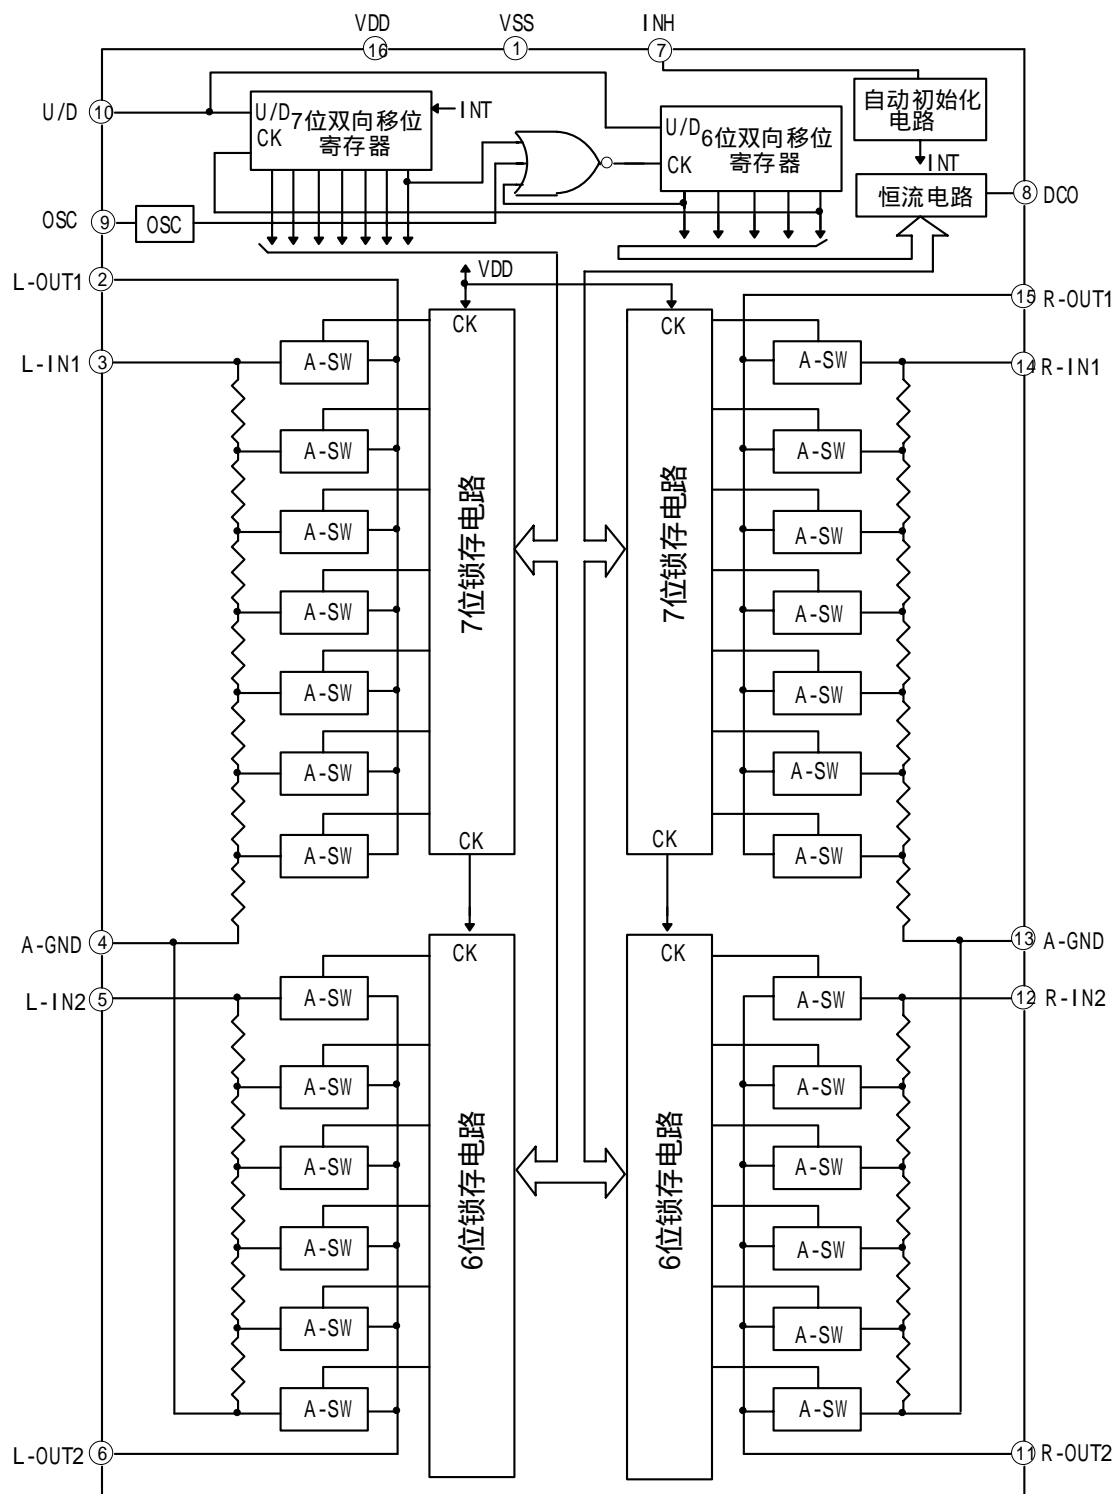 VDD
VSS
INH
16
1
7
U/D
10
U/D 7位双向移位
CK 寄存器
INT
U/D 6位双向移位
CK 寄存器
自动初始化
电路
INT
恒流电路
8
DCO
OSC
9
OSC
L-OUT1
2
VDD
15
R-OUT1
CK
CK
L-IN1
3
A-SW
A-SW
14
R-IN1
A-SW
A-SW
A-SW
A-SW
7位锁存电路
7位锁存电路
A-SW
A-SW
A-SW
A-SW
A-SW
A-SW
A-SW
A-SW
CK
CK
A-GND
4
13
A-GND
CK
CK
L-IN2
5
A-SW
A-SW
12
R-IN2
A-SW
A-SW
A-SW
A-SW
6位锁存电路
6位锁存电路
A-SW
A-SW
A-SW
A-SW
A-SW
A-SW
L-OUT2
6
11
R-OUT2